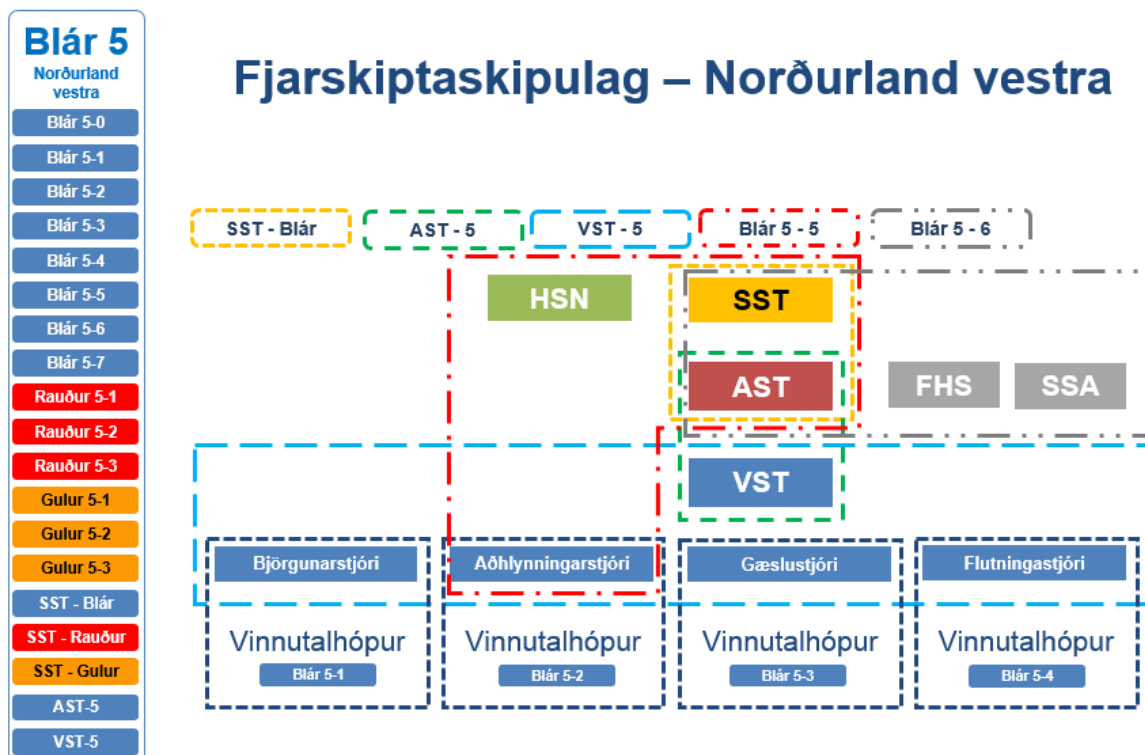 Blár 5
Norðurland
vestra
Blár 5-0
Blár 5-1
Blár 5-2
Blár 5-3
Blár 5-4
Blár 5-5
Blár 5-6
Blár 5-7
Rauður 5-1
Rauður 5-2
Rauður 5-3
Gulur 5-1
Gulur 5-2
Gulur 5-3
SST - Blár
SST - Rauður
SST - Gulur
AST-5
VST-5
Fjarskiptaskipulag – Norðurland vestra
SST - Blár
AST - 5
VST - 5
Blár 5 - 5
Blár 5 - 6
HSN
SST
AST
FHS
SSA
VST
Björgunarstjóri
Aðhlynningarstjóri
Gæslustjóri
Flutningastjóri
Vinnutalhópur
Vinnutalhópur
Vinnutalhópur
Vinnutalhópur
Blár 5-1
Blár 5-2
Blár 5-3
Blár 5-4